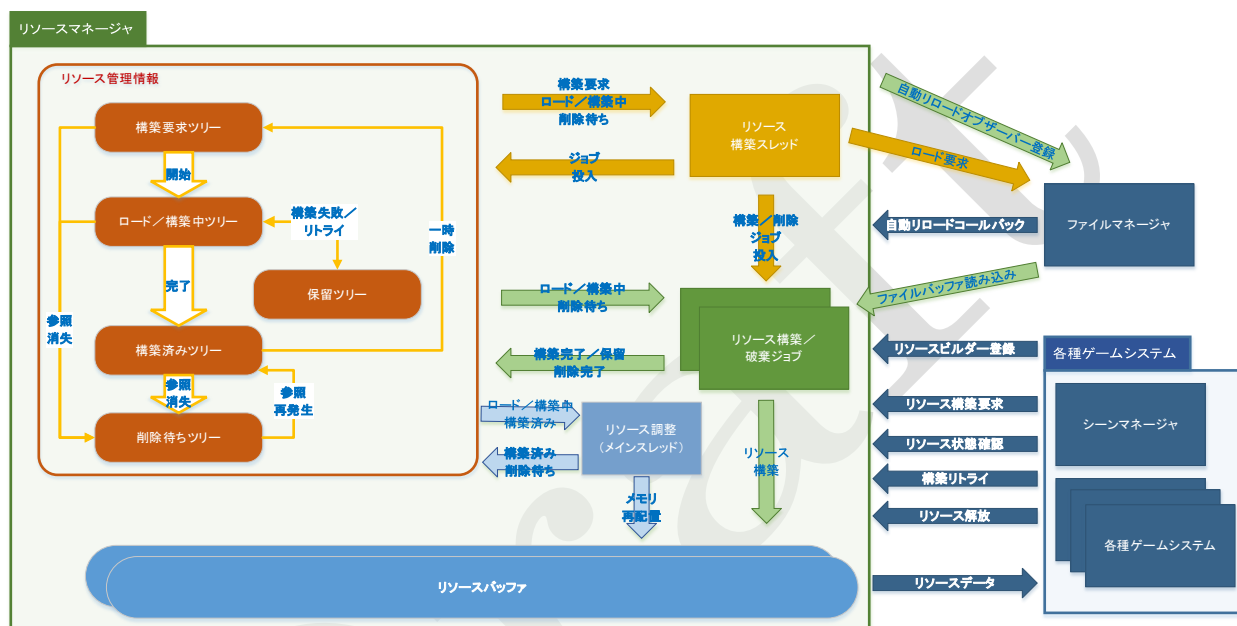 リソースマネージャ
リソース管理情報
構築要求ツリー
開始
ロード／構築中ツリー
構築失敗／
リトライ
一時
削除
完了
保留ツリー
参照
消失
構築済みツリー
参照
消失
参照
再発生
削除待ちツリー
構築要求
ロード／構築中
削除待ち
ジョブ
投入
リソース
構築スレッド
構築／削除
ジョブ
投入
ロード／構築中
削除待ち
構築完了／保留
削除完了
リソース構築／
破棄ジョブ
ロード／構築中
構築済み
構築済み
削除待ち
リソース調整
（メインスレッド）
メモリ
再配置
リソース
構築
リソースバッファ
自動リロードオブザーバー登録
ロード要求
自動リロードコールバック
ファイルマネージャ
ファイルバッファ読み込み
リソースビルダー登録
リソース構築要求
リソース状態確認
構築リトライ
リソース解放
リソースデータ
各種ゲームシステム
シーンマネージャ
各種ゲームシステム